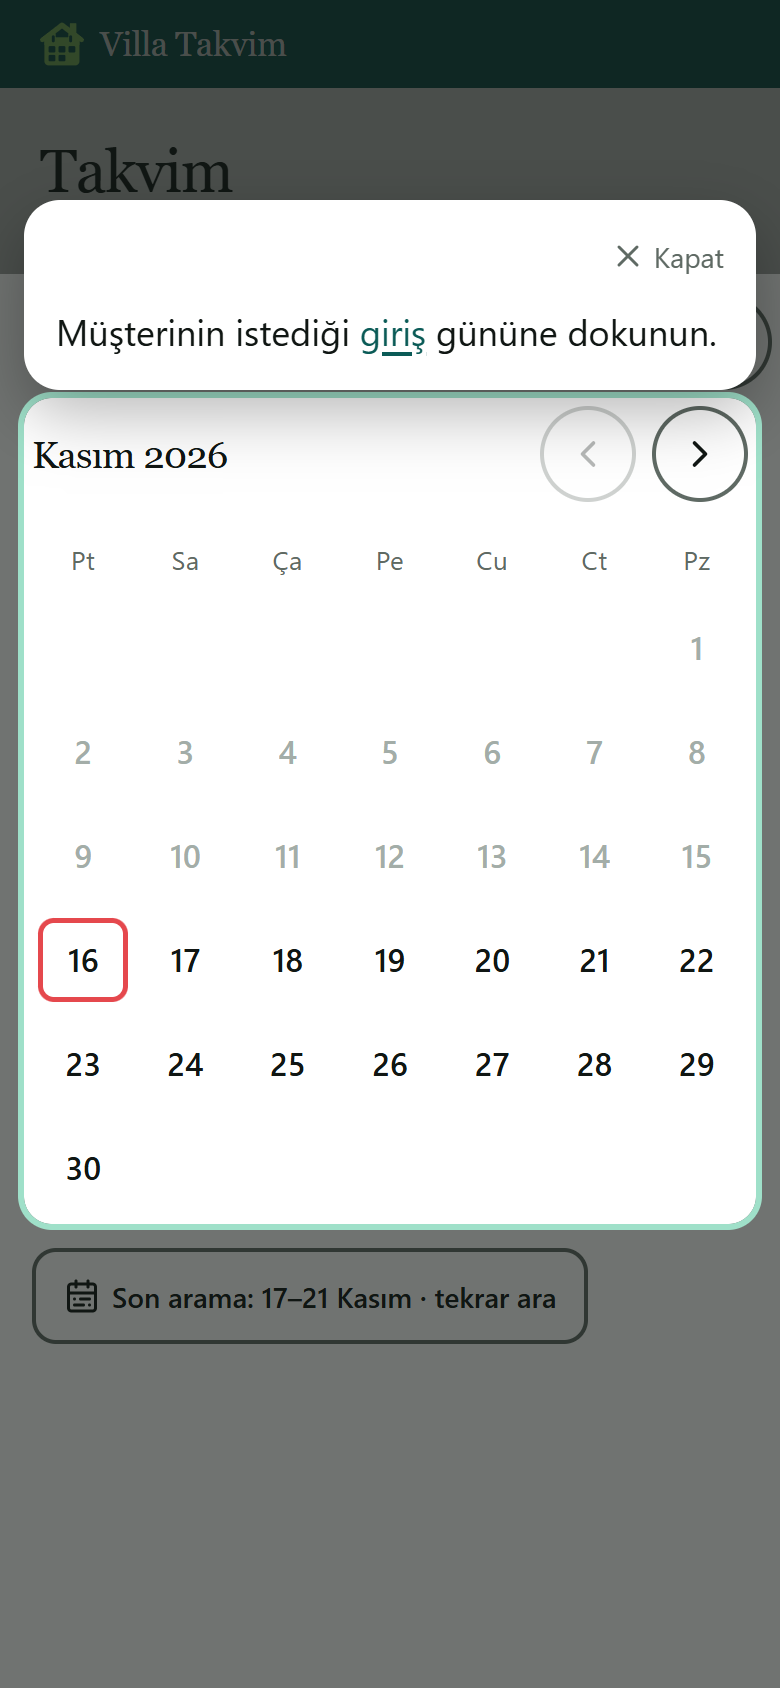 Villa Takvim
Takvim
Kapat
Müşterinin istediği giriş gününe dokunun.
Kasım 2026
Pt Sa Ça Pe Cu Ct Pz
1
2 3 4 5 6 7 8
9 10 11 12 13 14 15
16 17 18 19 20 21 22
23 24 25 26 27 28 29
30
Son arama: 17–21 Kasım · tekrar ara